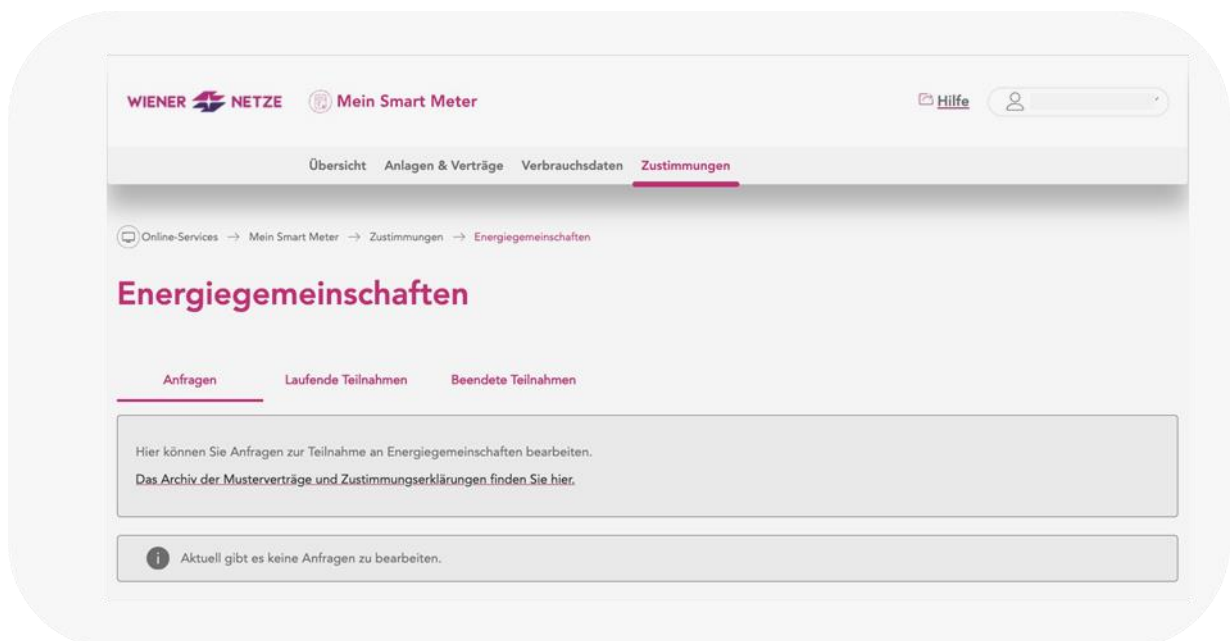 WIENER NETZE Mein Smart Meter Hilfe
Übersicht Anlagen & Verträge Verbrauchsdaten Zustimmungen
Online-Services → Mein Smart Meter → Zustimmungen → Energiegemeinschaften
Energiegemeinschaften
Anfragen Laufende Teilnahmen Beendete Teilnahmen
Hier können Sie Anfragen zur Teilnahme an Energiegemeinschaften bearbeiten.
Das Archiv der Musterverträge und Zustimmungserklärungen finden Sie hier.
Aktuell gibt es keine Anfragen zu bearbeiten.